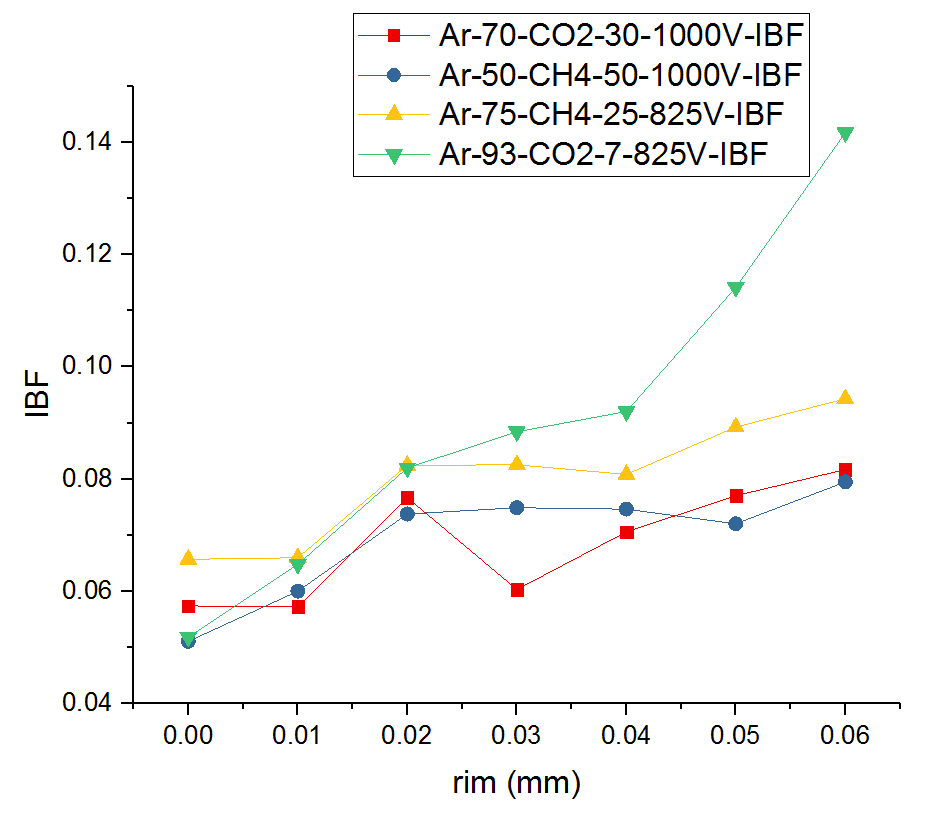 Ar-70-CO2-30-1000V-IBF
Ar-50-CH4-50-1000V-IBF
Ar-75-CH4-25-825V-IBF
Ar-93-CO2-7-825V-IBF
0.14
0.12
0.10
0.08
0.06
0.04
IBF
0.00 0.01 0.02 0.03 0.04 0.05 0.06
rim (mm)